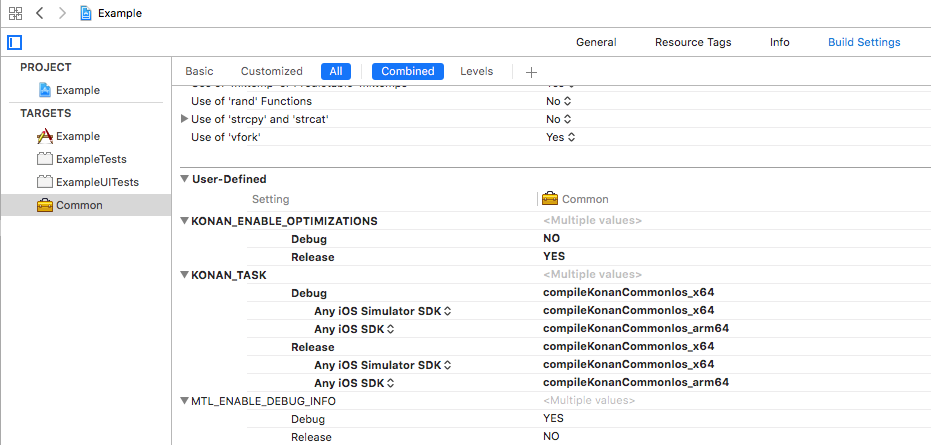 Example
General Resource Tags Info Build Settings
PROJECT
Example
TARGETS
Example
ExampleTests
ExampleUITests
Common
Basic Customized All Combined Levels +
Use of 'rand' Functions No
Use of 'strcpy' and 'strcat' No
Use of 'vfork' Yes
User-Defined
Setting Common
KONAN_ENABLE_OPTIMIZATIONS <Multiple values>
Debug NO
Release YES
KONAN_TASK <Multiple values>
Debug compileKonanCommonIos_x64
Any iOS Simulator SDK compileKonanCommonIos_x64
Any iOS SDK compileKonanCommonIos_arm64
Release compileKonanCommonIos_x64
Any iOS Simulator SDK compileKonanCommonIos_x64
Any iOS SDK compileKonanCommonIos_arm64
MTL_ENABLE_DEBUG_INFO <Multiple values>
Debug YES
Release NO